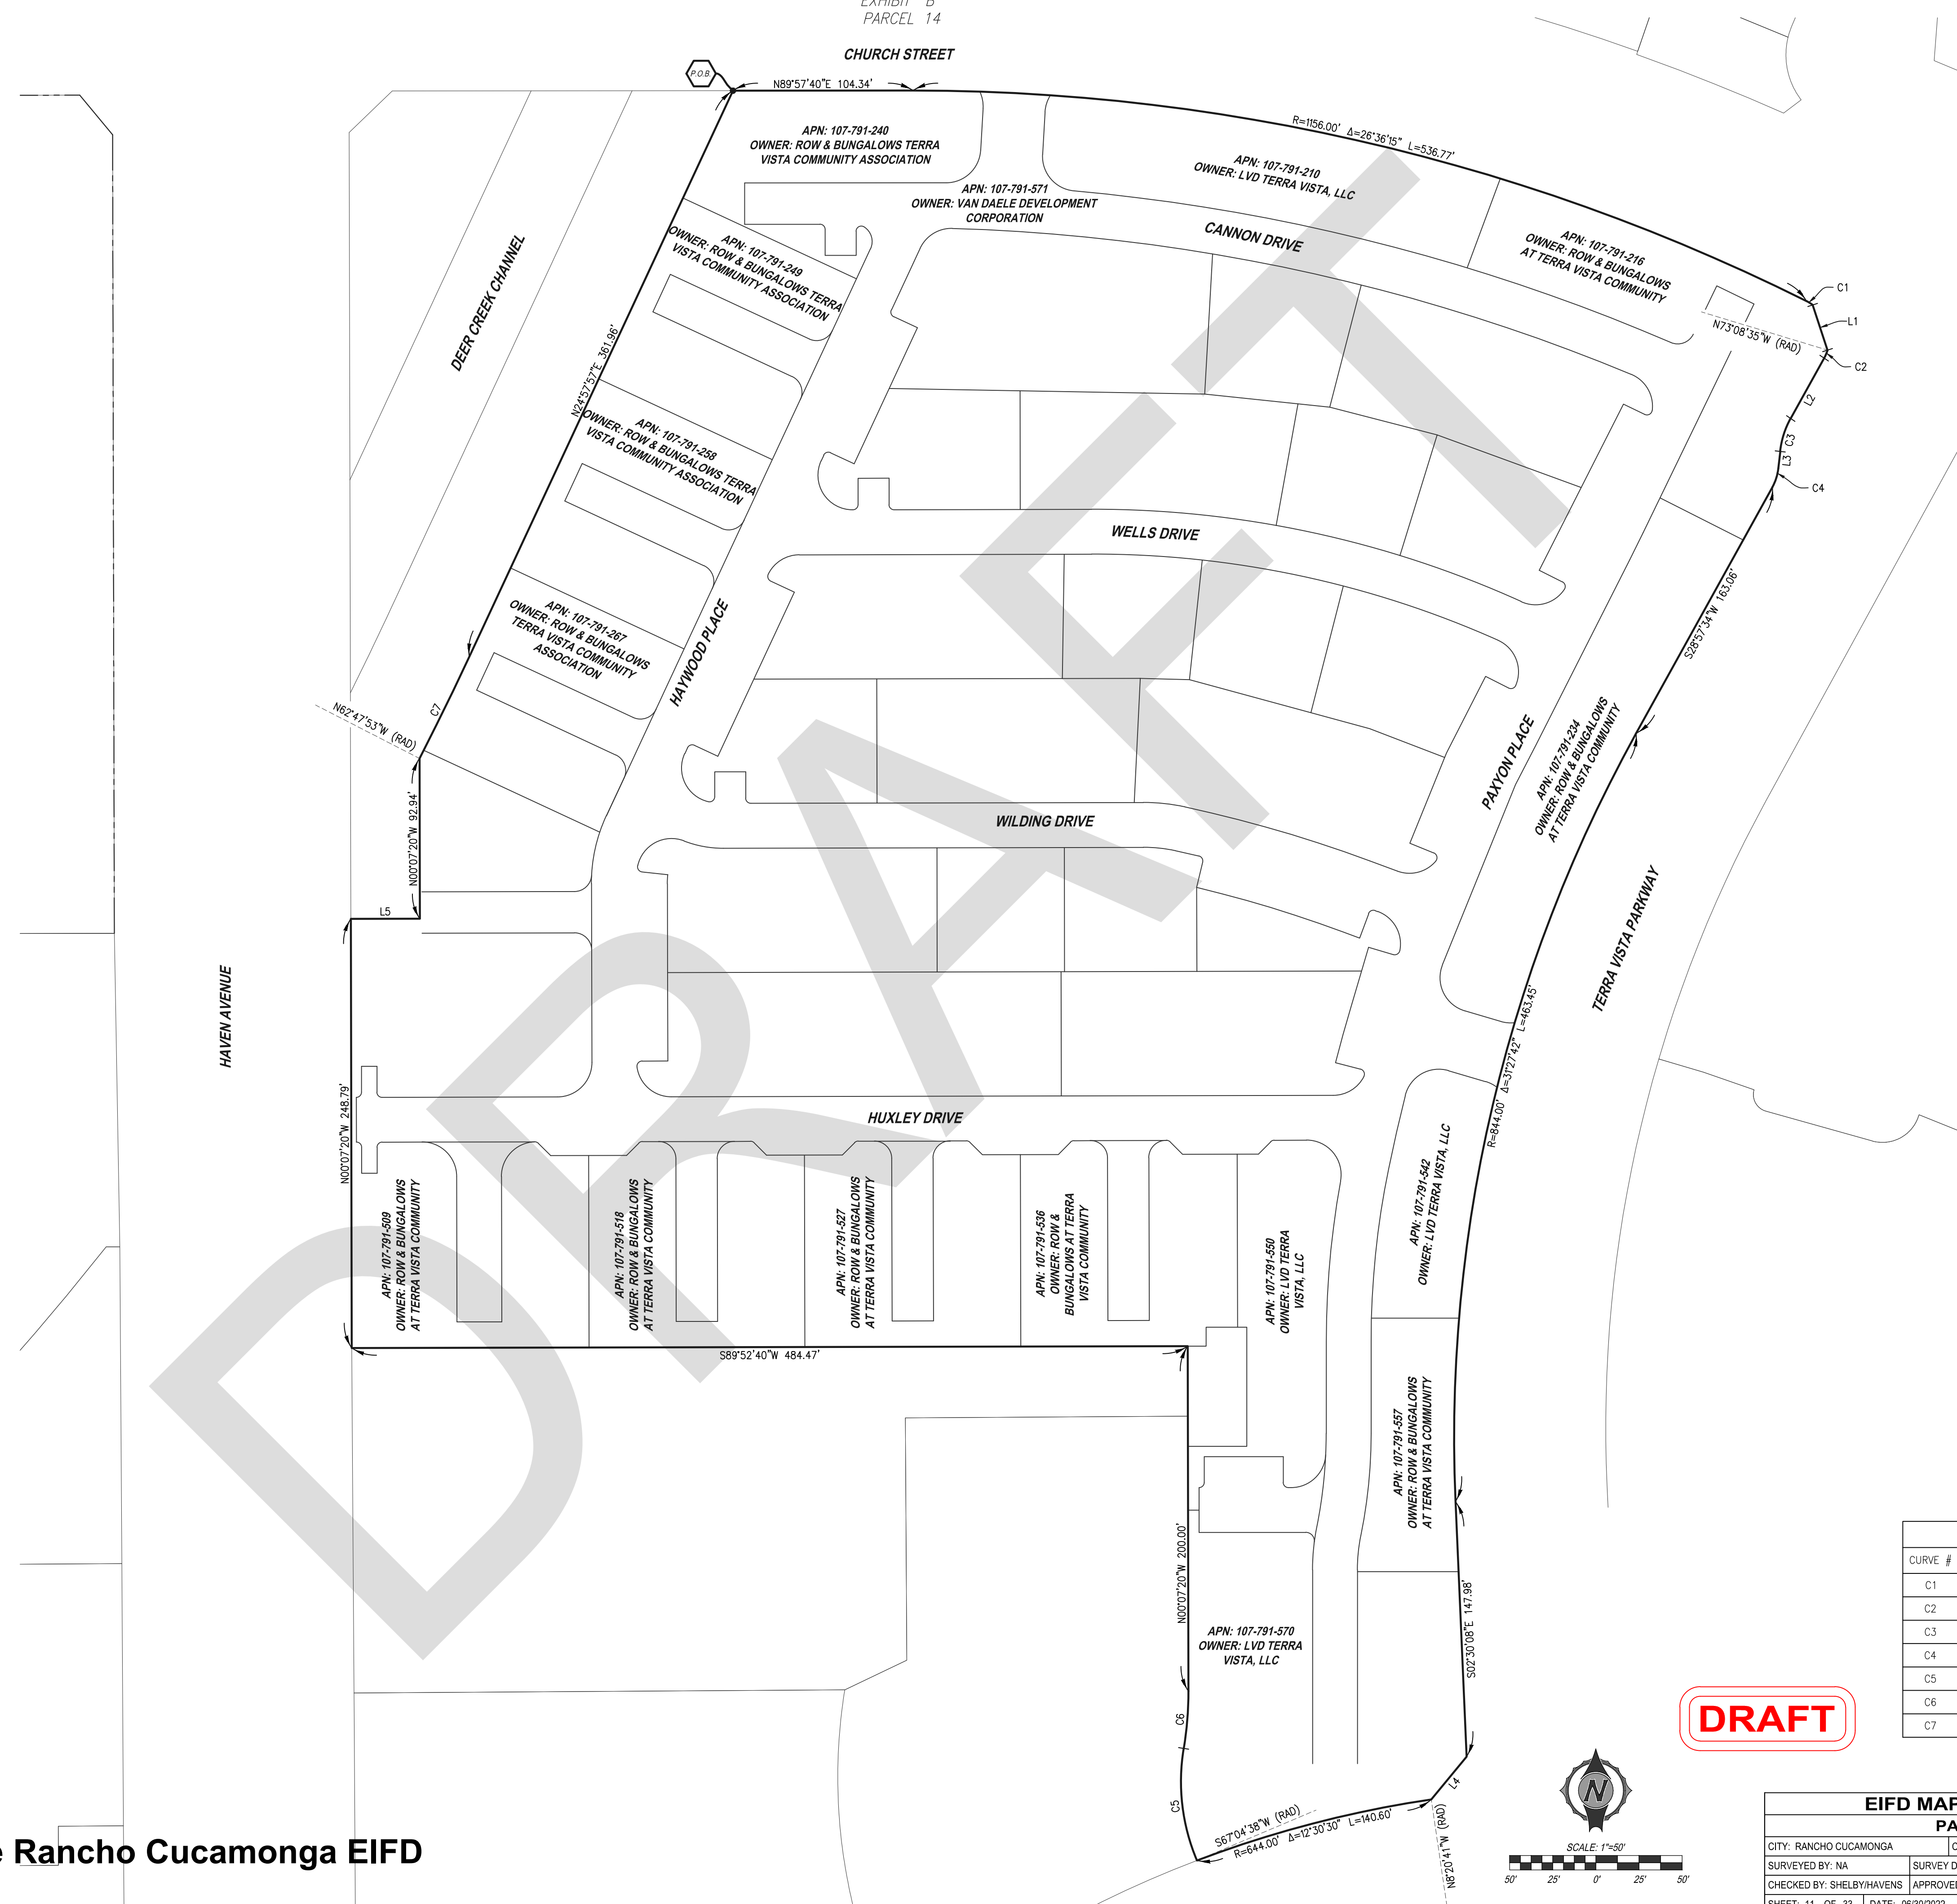 EXHIBIT "B"
PARCEL 14
CHURCH STREET
P.O.B.
N89°57'40"E 104.34'
R=1156.00' Δ=26°36'15" L=536.77'
APN: 107-791-240
OWNER: ROW & BUNGALOWS TERRA
VISTA COMMUNITY ASSOCIATION
APN: 107-791-210
OWNER: LVD TERRA VISTA, LLC
APN: 107-791-571
OWNER: VAN DAELE DEVELOPMENT
CORPORATION
CANNON DRIVE
APN: 107-791-216
OWNER: ROW & BUNGALOWS
AT TERRA VISTA COMMUNITY
C1
L1
N73°08'35"W (RAD)
C2
L2
C3
L3
C4
DEER CREEK CHANNEL
APN: 107-791-249
OWNER: ROW & BUNGALOWS TERRA
VISTA COMMUNITY ASSOCIATION
N24°57'57"E 361.96'
APN: 107-791-258
OWNER: ROW & BUNGALOWS TERRA
VISTA COMMUNITY ASSOCIATION
WELLS DRIVE
S28°57'34"W 163.06'
APN: 107-791-267
OWNER: ROW & BUNGALOWS
TERRA VISTA COMMUNITY
ASSOCIATION
HAYWOOD PLACE
N62°47'53"W (RAD)
C7
PAXYON PLACE
APN: 107-791-234
OWNER: ROW & BUNGALOWS
AT TERRA VISTA COMMUNITY
N00°07'20"W 92.94'
WILDING DRIVE
L5
TERRA VISTA PARKWAY
HAVEN AVENUE
R=844.00' Δ=31°27'42" L=463.45'
N00°07'20"W 248.79'
HUXLEY DRIVE
APN: 107-791-509
OWNER: ROW & BUNGALOWS
AT TERRA VISTA COMMUNITY
APN: 107-791-518
OWNER: ROW & BUNGALOWS
AT TERRA VISTA COMMUNITY
APN: 107-791-527
OWNER: ROW & BUNGALOWS
AT TERRA VISTA COMMUNITY
APN: 107-791-536
OWNER: ROW &
BUNGALOWS AT TERRA
VISTA COMMUNITY
APN: 107-791-550
OWNER: LVD TERRA
VISTA, LLC
APN: 107-791-542
OWNER: LVD TERRA VISTA, LLC
S89°52'40"W 484.47'
APN: 107-791-557
OWNER: ROW & BUNGALOWS
AT TERRA VISTA COMMUNITY
N00°07'20"W 200.00'
S02°30'08"E 147.98'
APN: 107-791-570
OWNER: LVD TERRA
VISTA, LLC
C6
C5
L4
S67°04'38"W (RAD)
R=644.00' Δ=12°30'30" L=140.60'
N8°20'41"W (RAD)
DRAFT
CURVE #
C1
C2
C3
C4
C5
C6
C7
DRAFT
N
SCALE: 1"=50'
50' 25' 0' 25' 50'
EIFD MAP
PA
CITY: RANCHO CUCAMONGA
SURVEYED BY: NA SURVEY D
CHECKED BY: SHELBY/HAVENS APPROVE
SHEET: 11 OF 33 DATE: 06/30/2022
e Rancho Cucamonga EIFD